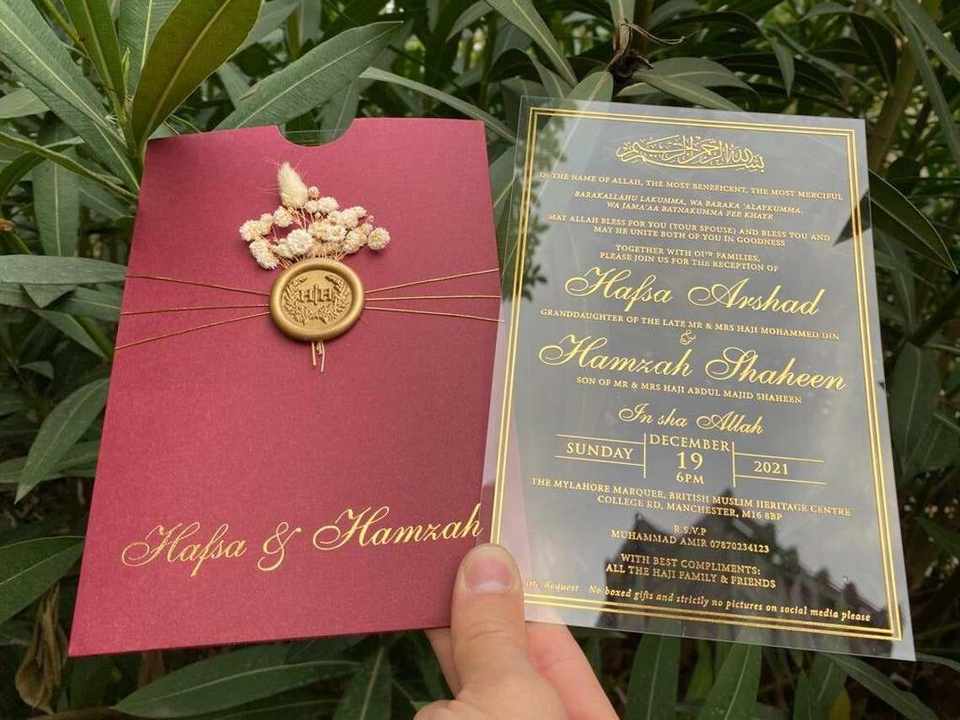 HH
Hafsa & Hamzah
بسم الله الرحمن الرحيم
IN THE NAME OF ALLAH, THE MOST BENEFICENT, THE MOST MERCIFUL
BARAKALLAHU LAKUMMA, WA BARAKA 'ALAYKUMMA,
WA JAMA'AA BAYNAKUMMA FEE KHAYR
MAY ALLAH BLESS FOR YOU (YOUR SPOUSE) AND BLESS YOU AND
MAY HE UNITE BOTH OF YOU IN GOODNESS
TOGETHER WITH OUR FAMILIES,
PLEASE JOIN US FOR THE RECEPTION OF
Hafsa Arshad
GRANDDAUGHTER OF THE LATE MR & MRS HAJI MOHAMMED DIN
&
Hamzah Shaheen
SON OF MR & MRS HAJI ABDUL MAJID SHAHEEN
In sha Allah
SUNDAY
DECEMBER
19
6PM
2021
THE MYLAHORE MARQUEE, BRITISH MUSLIM HERITAGE CENTRE
COLLEGE RD, MANCHESTER, M16 8BP
R.S.V.P
MUHAMMAD AMIR 07870234123
WITH BEST COMPLIMENTS:
ALL THE HAJI FAMILY & FRIENDS
Request No boxed gifts and strictly no pictures on social media please